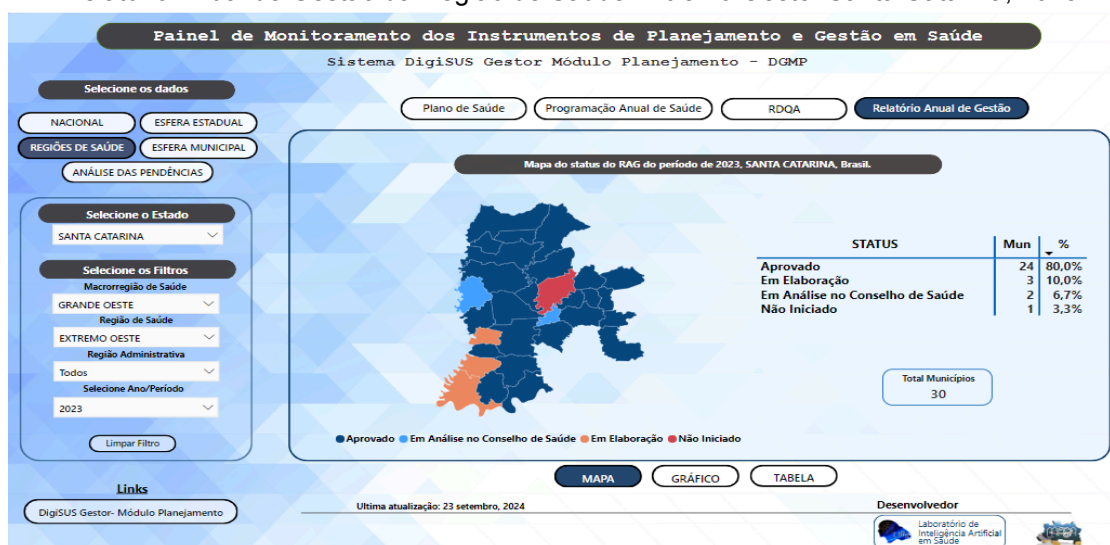 Painel de Monitoramento dos Instrumentos de Planejamento e Gestão em Saúde
Sistema DigiSUS Gestor Módulo Planejamento - DGMP
Selecione os dados
NACIONAL
ESFERA ESTADUAL
REGIÕES DE SAÚDE
ESFERA MUNICIPAL
ANÁLISE DAS PENDÊNCIAS
Plano de Saúde
Programação Anual de Saúde
RDQA
Relatório Anual de Gestão
Selecione o Estado
SANTA CATARINA
Selecione os Filtros
Macrorregião de Saúde
GRANDE OESTE
Região de Saúde
EXTREMO OESTE
Região Administrativa
Todos
Selecione Ano/Período
2023
Limpar Filtro
Links
DigiSUS Gestor- Módulo Planejamento
Mapa do status do RAG do período de 2023, SANTA CATARINA, Brasil.
STATUS Mun %
Aprovado 24 80,0%
Em Elaboração 3 10,0%
Em Análise no Conselho de Saúde 2 6,7%
Não Iniciado 1 3,3%
Total Municípios
30
Aprovado Em Análise no Conselho de Saúde Em Elaboração Não Iniciado
MAPA
GRÁFICO
TABELA
Ultima atualização: 23 setembro, 2024
Desenvolvedor
Laboratório de
Inteligência Artificial
em Saúde